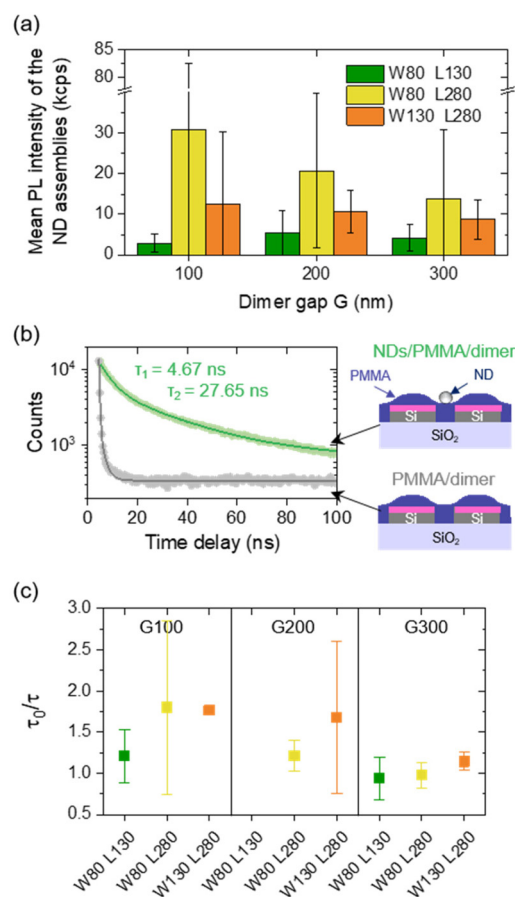 (a)
Mean PL intensity of the
ND assemblies (kcps)
85
80
30
20
10
0
W80 L130
W80 L280
W130 L280
100
200
300
Dimer gap G (nm)
(b)
Counts
10⁴
10³
τ₁ = 4.67 ns
τ₂ = 27.65 ns
0
20
40
60
80
100
Time delay (ns)
NDs/PMMA/dimer
PMMA
ND
Si
Si
SiO₂
PMMA/dimer
Si
Si
SiO₂
(c)
τ₀/τ
3.0
2.5
2.0
1.5
1.0
0.5
G100
G200
G300
W80 L130
W80 L280
W130 L280
W80 L130
W80 L280
W130 L280
W80 L130
W80 L280
W130 L280